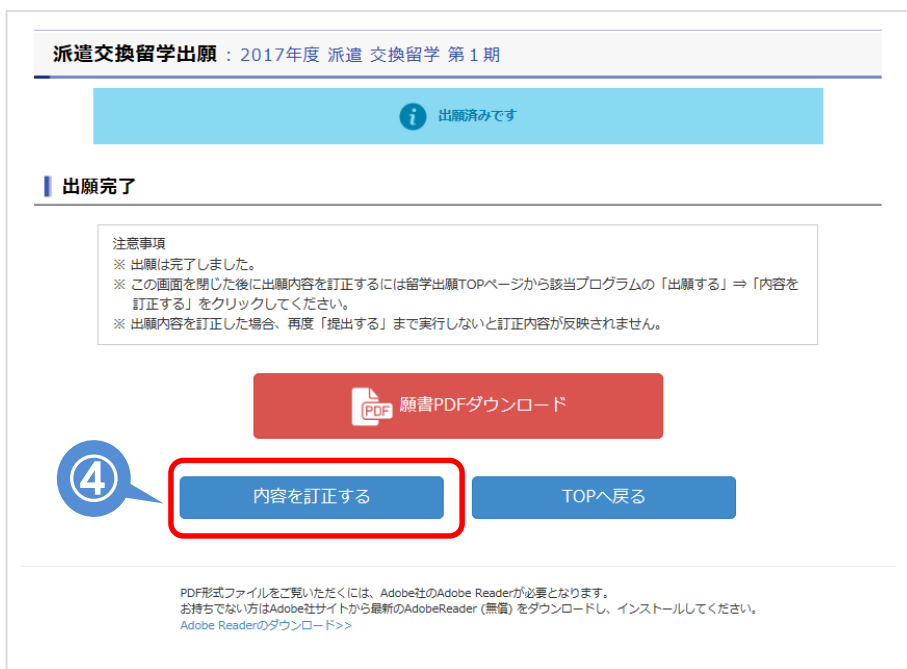 派遣交換留学出願 : 2017年度 派遣 交換留学 第1期
出願済みです
出願完了
注意事項
※ 出願は完了しました。
※ この画面を閉じた後に出願内容を訂正するには留学出願TOPページから該当プログラムの「出願する」⇒「内容を
訂正する」をクリックしてください。
※ 出願内容を訂正した場合、再度「提出する」まで実行しないと訂正内容が反映されません。
PDF 願書PDFダウンロード
④
内容を訂正する TOPへ戻る
PDF形式ファイルをご覧いただくには、Adobe社のAdobe Readerが必要となります。
お持ちでない方はAdobe社サイトから最新のAdobeReader (無償) をダウンロードし、インストールしてください。
Adobe Readerのダウンロード>>